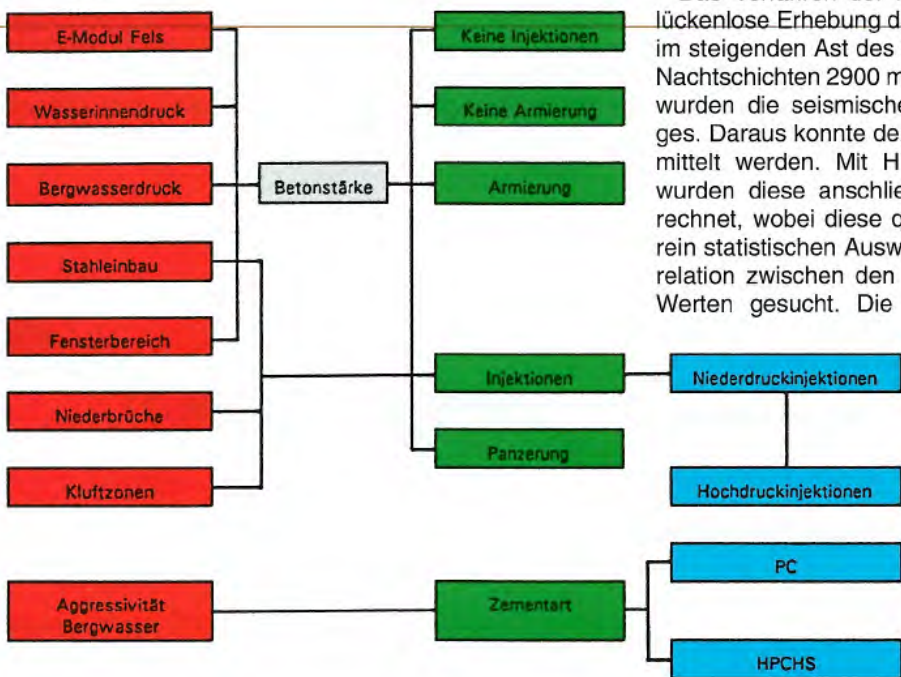 lückenlose Erhebung d
im steigenden Ast des
Nachtschichten 2900 m
wurden die seismische
ges. Daraus konnte de
mittelt werden. Mit H
wurden diese anschlie
rechnet, wobei diese d
rein statistischen Ausw
relation zwischen den
Werten gesucht. Die
E-Modul Fels
Wasserinnendruck
Bergwasserdruck
Stahleinbau
Fensterbereich
Niederbrüche
Kluftzonen
Aggressivität
Bergwasser
Betonstärke
Keine Injektionen
Keine Armierung
Armierung
Injektionen
Panzerung
Zementart
Niederdruckinjektionen
Hochdruckinjektionen
PC
HPCHS